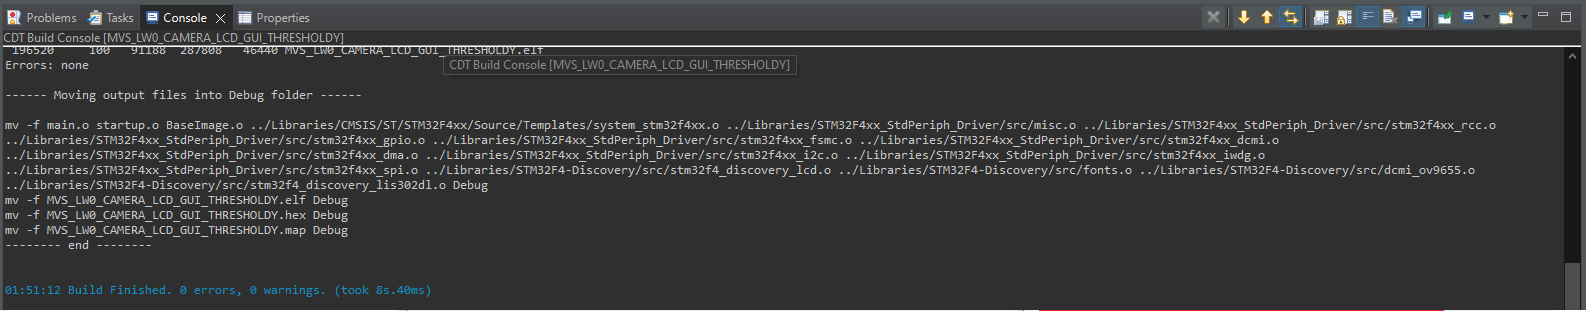 Problems Tasks Console Properties
CDT Build Console [MVS_LW0_CAMERA_LCD_GUI_THRESHOLDY]
196520 100 91188 287808 46440 MVS_LW0_CAMERA_LCD_GUI_THRESHOLDY.elf
Errors: none
CDT Build Console [MVS_LW0_CAMERA_LCD_GUI_THRESHOLDY]
------ Moving output files into Debug folder ------
mv -f main.o startup.o BaseImage.o ../Libraries/CMSIS/ST/STM32F4xx/Source/Templates/system_stm32f4xx.o ../Libraries/STM32F4xx_StdPeriph_Driver/src/misc.o ../Libraries/STM32F4xx_StdPeriph_Driver/src/stm32f4xx_rcc.o
../Libraries/STM32F4xx_StdPeriph_Driver/src/stm32f4xx_gpio.o ../Libraries/STM32F4xx_StdPeriph_Driver/src/stm32f4xx_fsmc.o ../Libraries/STM32F4xx_StdPeriph_Driver/src/stm32f4xx_dcmi.o
../Libraries/STM32F4xx_StdPeriph_Driver/src/stm32f4xx_dma.o ../Libraries/STM32F4xx_StdPeriph_Driver/src/stm32f4xx_i2c.o ../Libraries/STM32F4xx_StdPeriph_Driver/src/stm32f4xx_iwdg.o
../Libraries/STM32F4xx_StdPeriph_Driver/src/stm32f4xx_spi.o ../Libraries/STM32F4-Discovery/src/stm32f4_discovery_lcd.o ../Libraries/STM32F4-Discovery/src/fonts.o ../Libraries/STM32F4-Discovery/src/dcmi_ov9655.o
../Libraries/STM32F4-Discovery/src/stm32f4_discovery_lis302dl.o Debug
mv -f MVS_LW0_CAMERA_LCD_GUI_THRESHOLDY.elf Debug
mv -f MVS_LW0_CAMERA_LCD_GUI_THRESHOLDY.hex Debug
mv -f MVS_LW0_CAMERA_LCD_GUI_THRESHOLDY.map Debug
-------- end --------
01:51:12 Build Finished. 0 errors, 0 warnings. (took 8s.40ms)